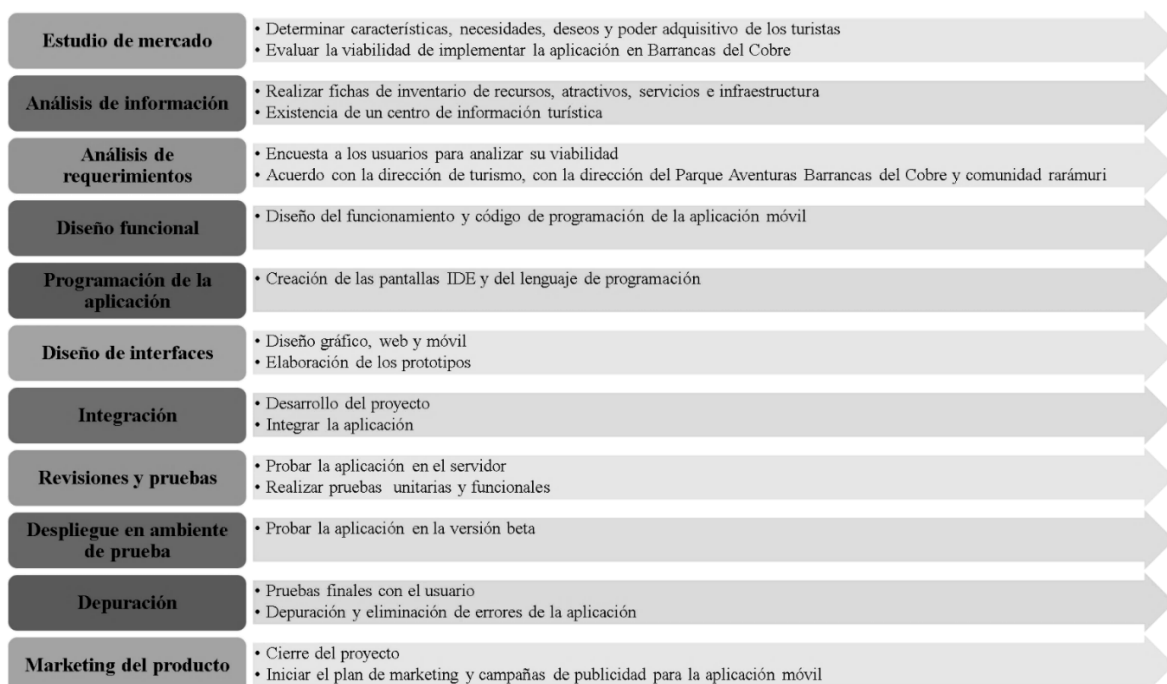 Estudio de mercado
• Determinar características, necesidades, deseos y poder adquisitivo de los turistas
• Evaluar la viabilidad de implementar la aplicación en Barrancas del Cobre
Análisis de información
• Realizar fichas de inventario de recursos, atractivos, servicios e infraestructura
• Existencia de un centro de información turística
Análisis de
requerimientos
• Encuesta a los usuarios para analizar su viabilidad
• Acuerdo con la dirección de turismo, con la dirección del Parque Aventuras Barrancas del Cobre y comunidad rarámuri
Diseño funcional
• Diseño del funcionamiento y código de programación de la aplicación móvil
Programación de la
aplicación
• Creación de las pantallas IDE y del lenguaje de programación
Diseño de interfaces
• Diseño gráfico, web y móvil
• Elaboración de los prototipos
Integración
• Desarrollo del proyecto
• Integrar la aplicación
Revisiones y pruebas
• Probar la aplicación en el servidor
• Realizar pruebas unitarias y funcionales
Despliegue en ambiente
de prueba
• Probar la aplicación en la versión beta
Depuración
• Pruebas finales con el usuario
• Depuración y eliminación de errores de la aplicación
Marketing del producto
• Cierre del proyecto
• Iniciar el plan de marketing y campañas de publicidad para la aplicación móvil